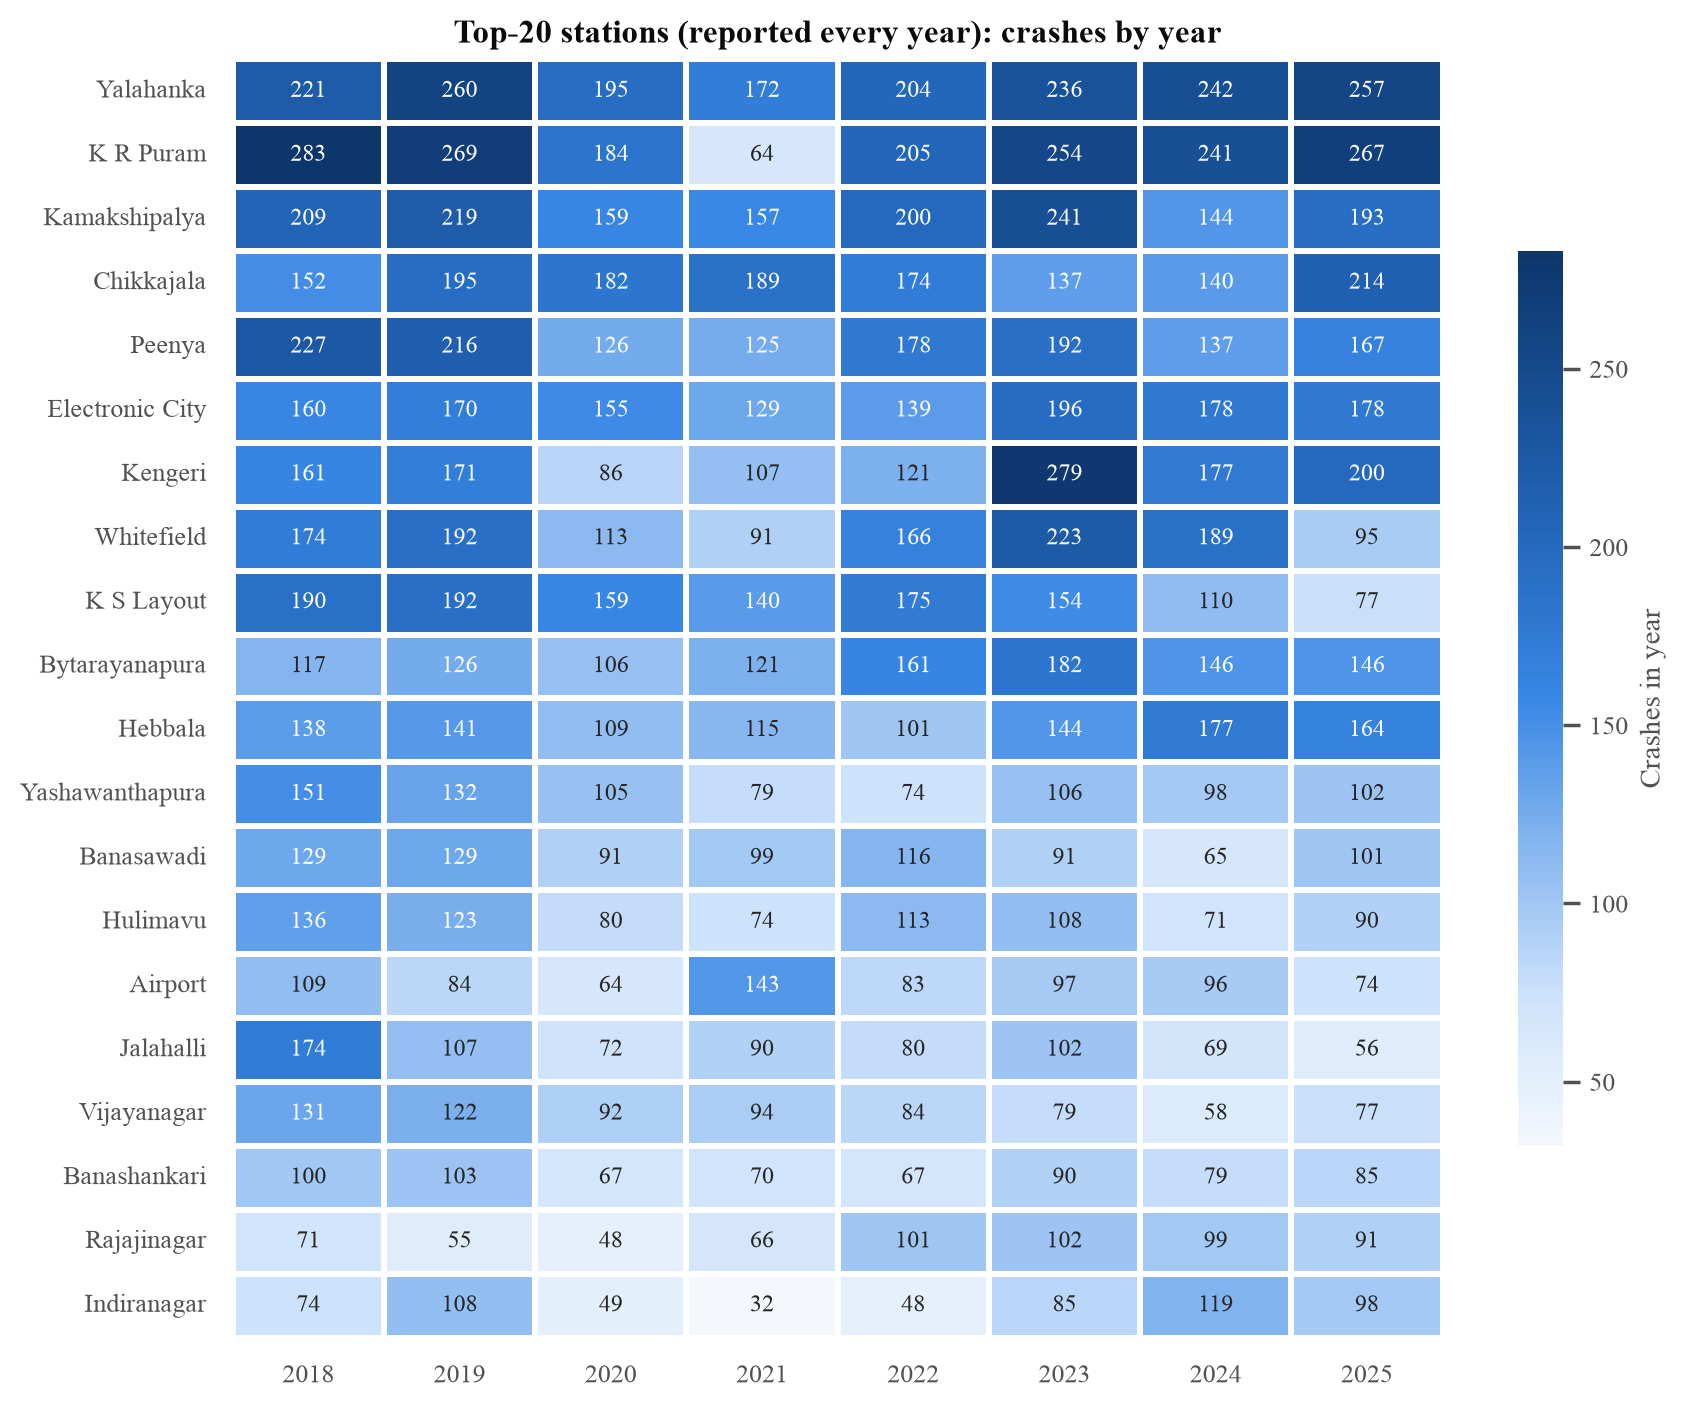 Top-20 stations (reported every year): crashes by year
Yalahanka 221 260 195 172 204 236 242 257
K R Puram 283 269 184 64 205 254 241 267
Kamakshipalya 209 219 159 157 200 241 144 193
Chikkajala 152 195 182 189 174 137 140 214
Peenya 227 216 126 125 178 192 137 167
Electronic City 160 170 155 129 139 196 178 178
Kengeri 161 171 86 107 121 279 177 200
Whitefield 174 192 113 91 166 223 189 95
K S Layout 190 192 159 140 175 154 110 77
Bytarayanapura 117 126 106 121 161 182 146 146
Hebbala 138 141 109 115 101 144 177 164
Yashawanthapura 151 132 105 79 74 106 98 102
Banasawadi 129 129 91 99 116 91 65 101
Hulimavu 136 123 80 74 113 108 71 90
Airport 109 84 64 143 83 97 96 74
Jalahalli 174 107 72 90 80 102 69 56
Vijayanagar 131 122 92 94 84 79 58 77
Banashankari 100 103 67 70 67 90 79 85
Rajajinagar 71 55 48 66 101 102 99 91
Indiranagar 74 108 49 32 48 85 119 98
2018 2019 2020 2021 2022 2023 2024 2025
250
200
150
100
50
Crashes in year